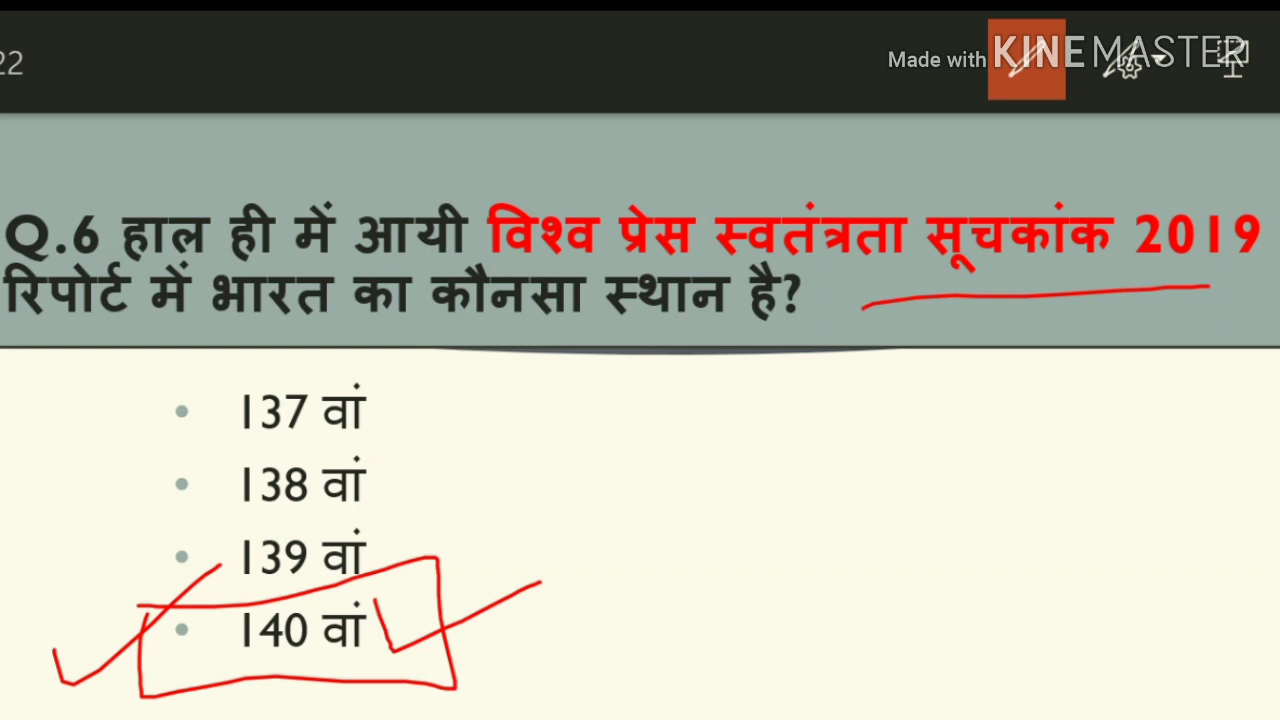 22
Made with KINEMASTER
Q.6 हाल ही में आयी विश्व प्रेस स्वतंत्रता सूचकांक 2019
रिपोर्ट में भारत का कौनसा स्थान है?
• 137 वां
• 138 वां
• 139 वां
• 140 वां